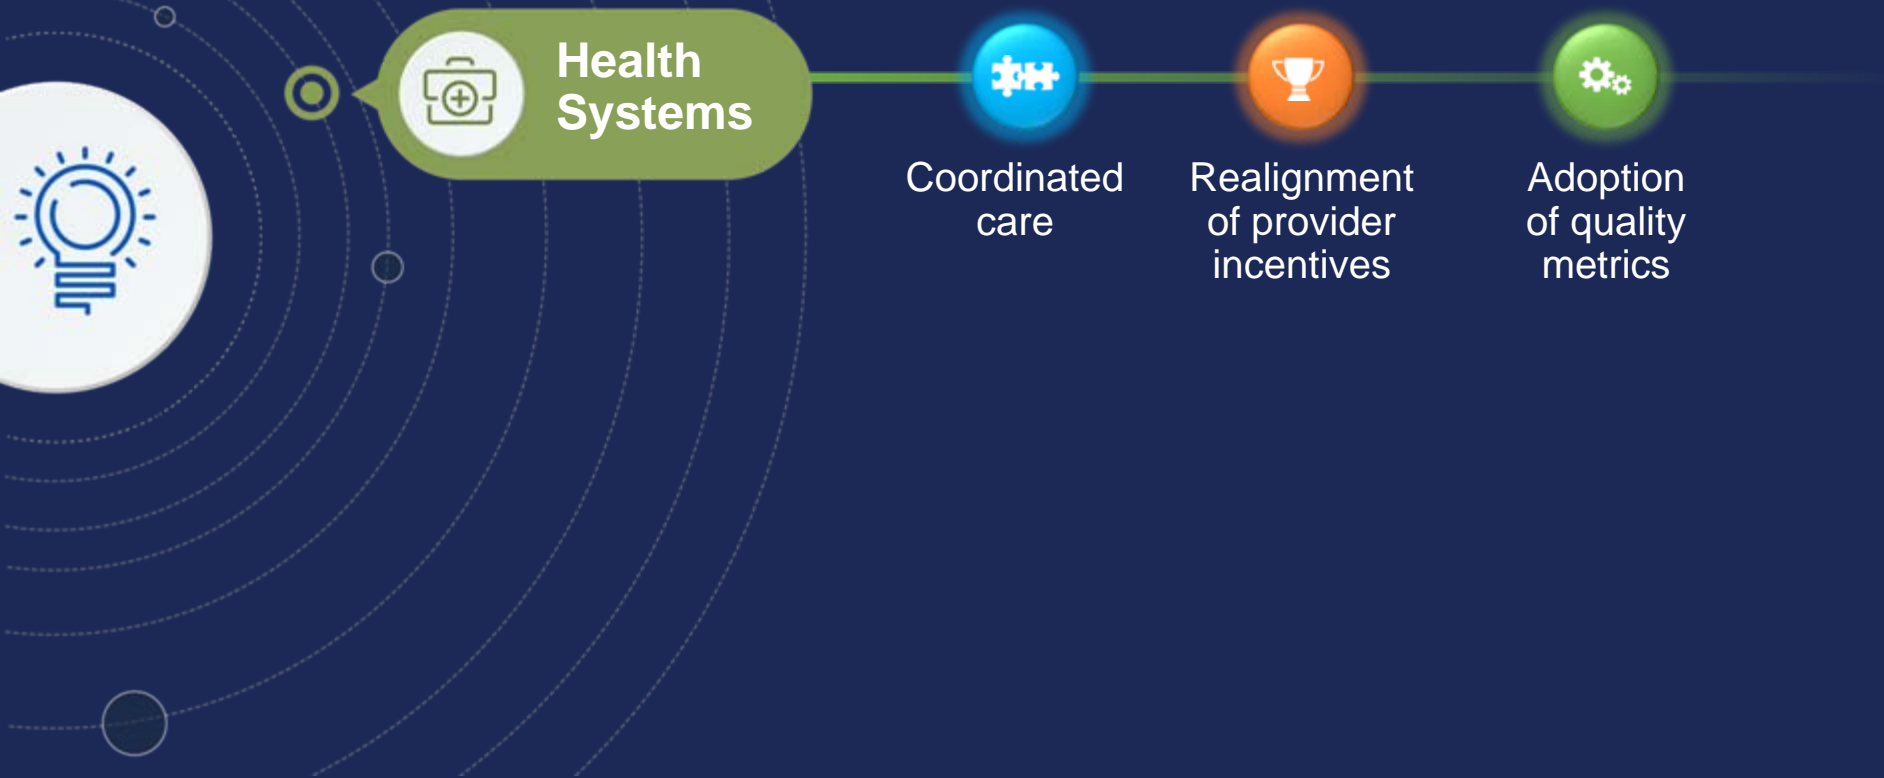 Health
Systems
Coordinated
care
Realignment
of provider
incentives
Adoption
of quality
metrics